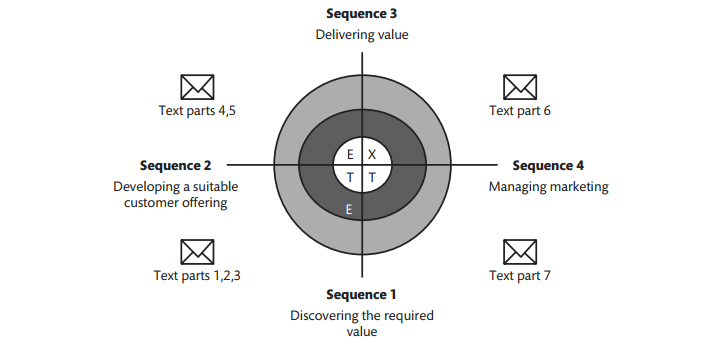 Sequence 3
Delivering value
Text parts 4,5
Text part 6
E X
Sequence 2
Sequence 4
T T
Developing a suitable
customer offering
Managing marketing
E
Text parts 1,2,3
Text part 7
Sequence 1
Discovering the required
value